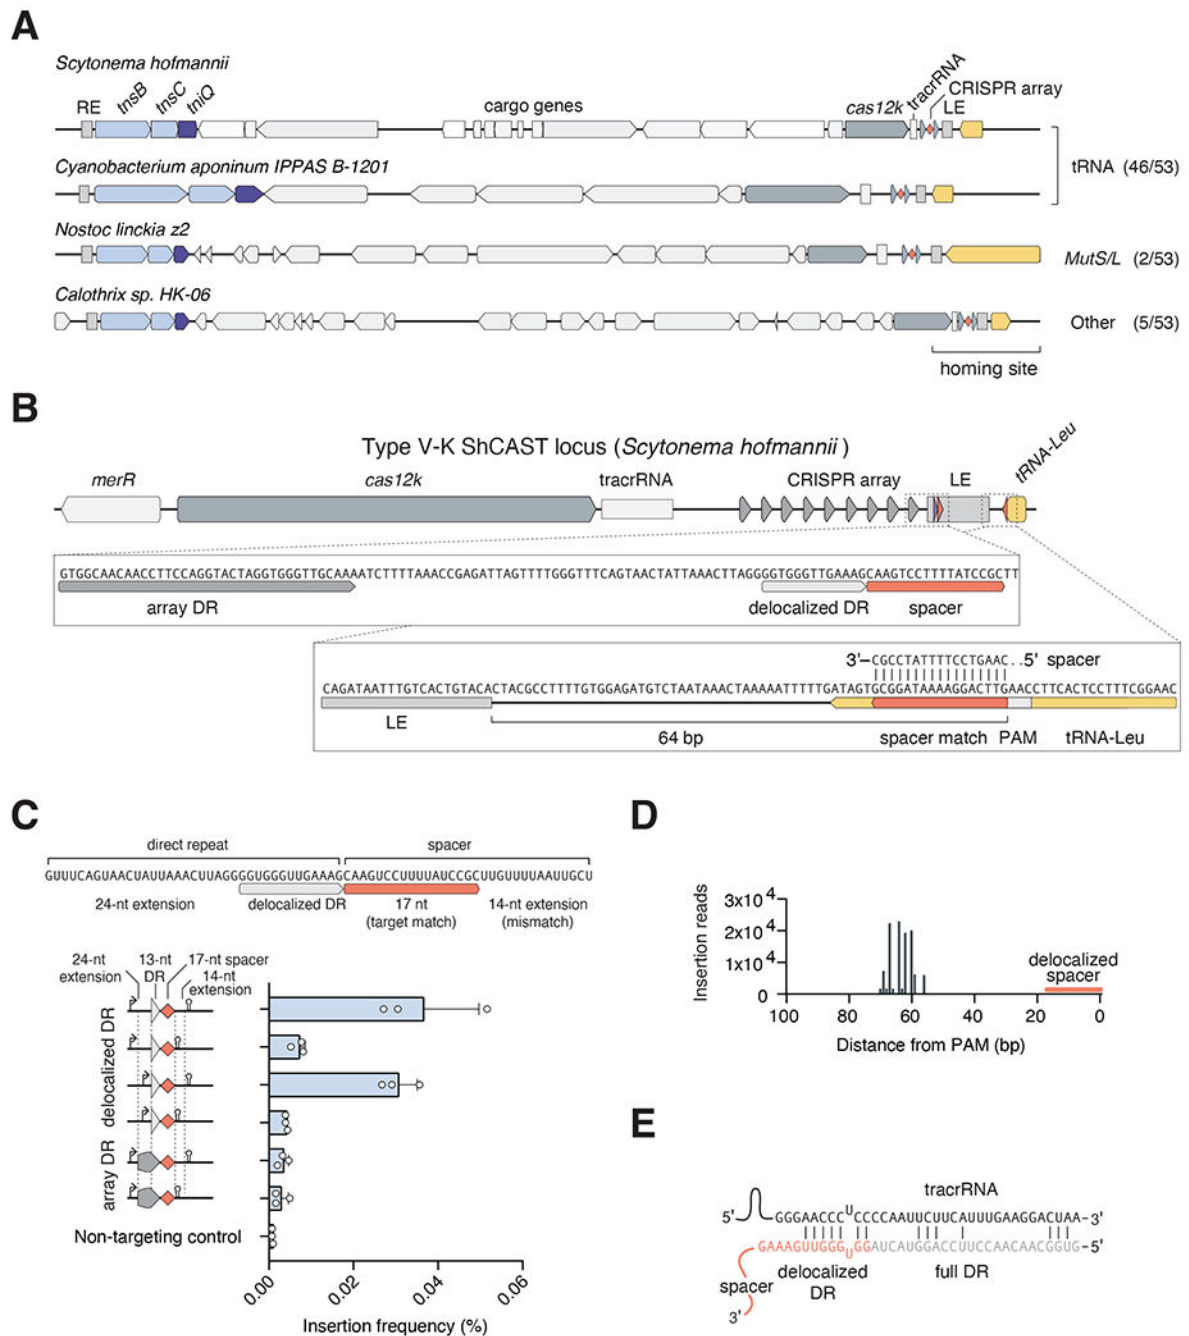 A
Scytonema hofmannii
RE tnsB tnsC tniQ cargo genes cas12k tracrRNA CRISPR array LE
Cyanobacterium aponinum IPPAS B-1201
tRNA (46/53)
Nostoc linckia z2
MutS/L (2/53)
Calothrix sp. HK-06
Other (5/53)
homing site
B
Type V-K ShCAST locus (Scytonema hofmannii )
merR cas12k tracrRNA CRISPR array LE tRNA-Leu
GTGGCAACAACCTTCCAGGTACTAGGTGGGTTGCAAAATCTTTTAAACCGAGATTAGTTTTGGGTTTCAGTAACTATTAAACTTAGGGGTGGGTTGAAAGCAAGTCCTTTTATCCGCTT
array DR delocalized DR spacer
3'–CGCCTATTTTCCTGAAC..5' spacer
CAGATAATTTGTCACTGTACACTACGCCTTTTGTGGAGATGTCTAATAAACTAAAAATTTTTGATAGTGCGGATAAAAGGACTTGAACCTTCACTCCTTTCGGAAC
LE 64 bp spacer match PAM tRNA-Leu
C
direct repeat spacer
GUUUCAGUAACUAUUAAACUUAGGGGUGGGUUGAAAGCAAGUCCUUUUAUCCGCUUGUUUUAAUUGCU
24-nt extension delocalized DR 17 nt (target match) 14-nt extension (mismatch)
24-nt extension 13-nt DR 17-nt spacer 14-nt extension
delocalized DR
array DR
Non-targeting control
0.00 0.02 0.04 0.06
Insertion frequency (%)
D
Insertion reads
3x10⁴
2x10⁴
1x10⁴
0
delocalized spacer
100 80 60 40 20 0
Distance from PAM (bp)
E
tracrRNA
5'- GGGAACCCUCCCCAAUUCUUCAUUUGAAGGACUAA-3'
GAAAGUUGGGUGGAUCAUGGACCUUCCAACAACGGUG-5'
spacer delocalized DR full DR
3'